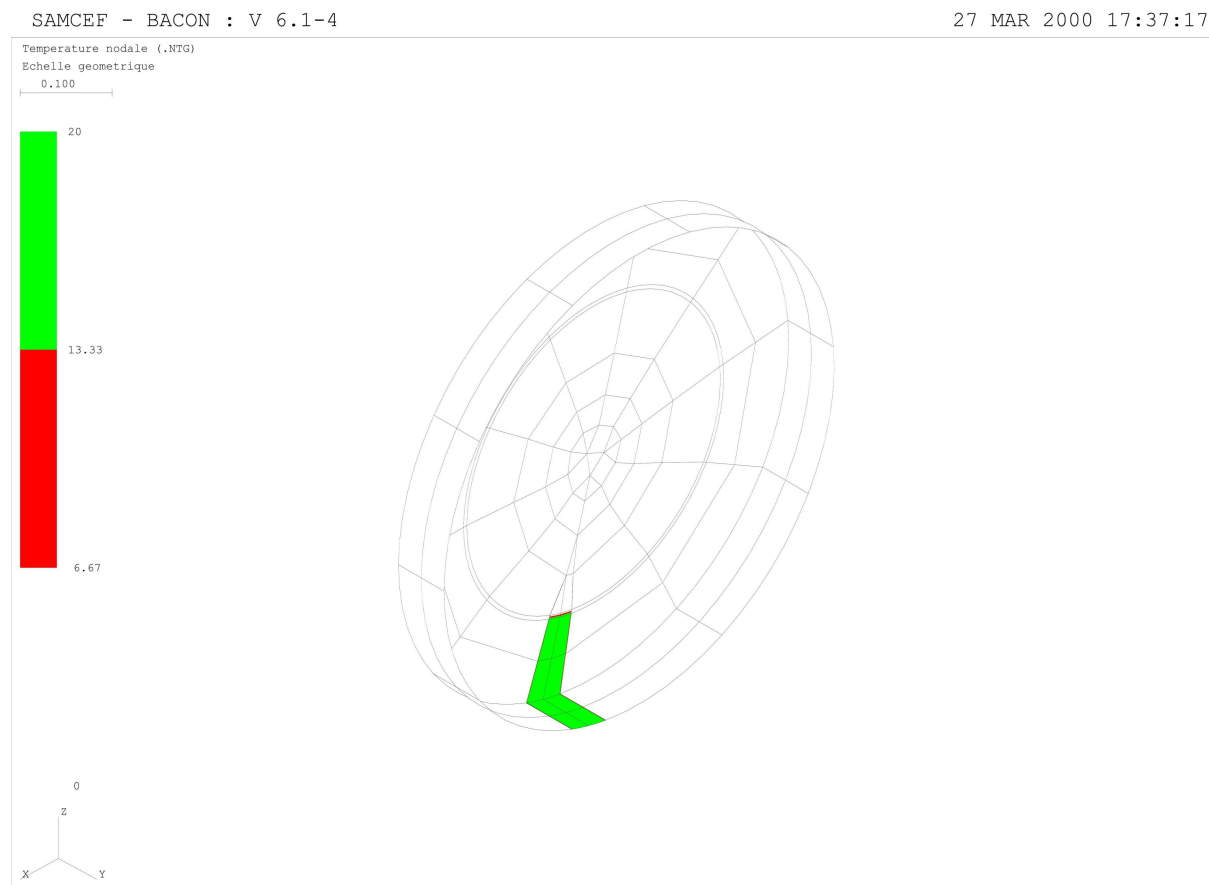 SAMCEF - BACON : V 6.1-4 27 MAR 2000 17:37:17
Temperature nodale (.NTG)
Echelle geometrique
0.100
20
13.33
6.67
0
Z
X Y